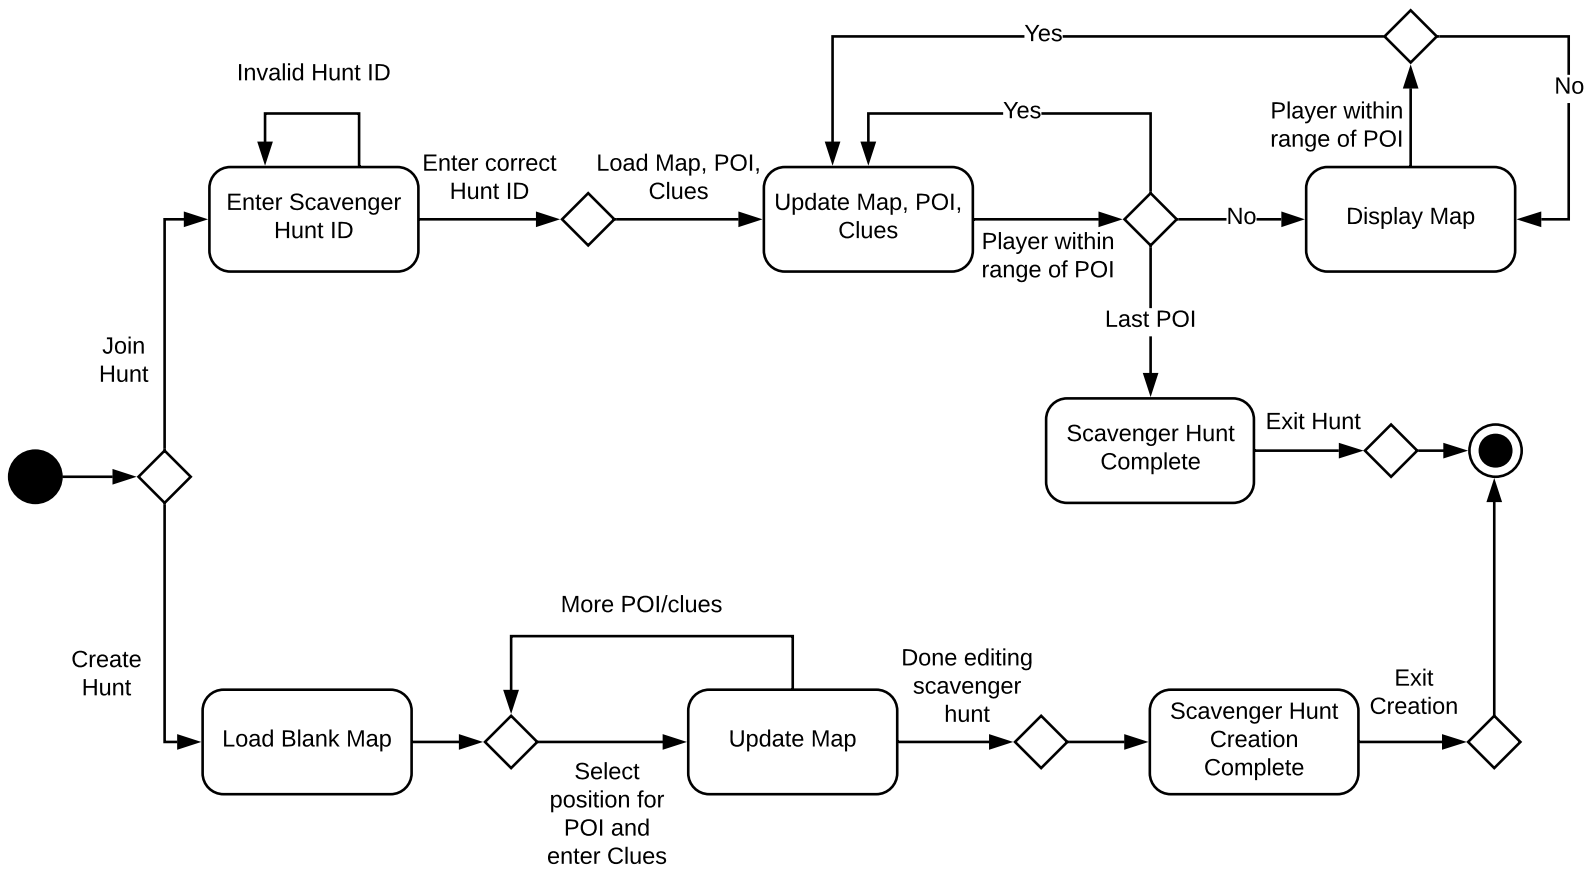 Yes
Invalid Hunt ID
No
Yes
Player within
range of POI
Enter correct
Hunt ID
Load Map, POI,
Clues
Enter Scavenger
Hunt ID
Update Map, POI,
Clues
No
Display Map
Player within
range of POI
Last POI
Join
Hunt
Exit Hunt
Scavenger Hunt
Complete
More POI/clues
Create
Hunt
Done editing
scavenger
hunt
Exit
Creation
Load Blank Map
Update Map
Scavenger Hunt
Creation
Complete
Select
position for
POI and
enter Clues